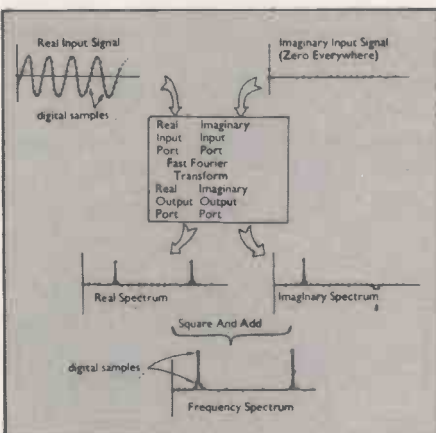 Real Input Signal
Imaginary Input Signal
(Zero Everywhere)
digital samples
Real Imaginary
Input Input
Port Port
Fast Fourier
Transform
Real Imaginary
Output Output
Port Port
Real Spectrum
Imaginary Spectrum
Square And Add
digital samples
Frequency Spectrum